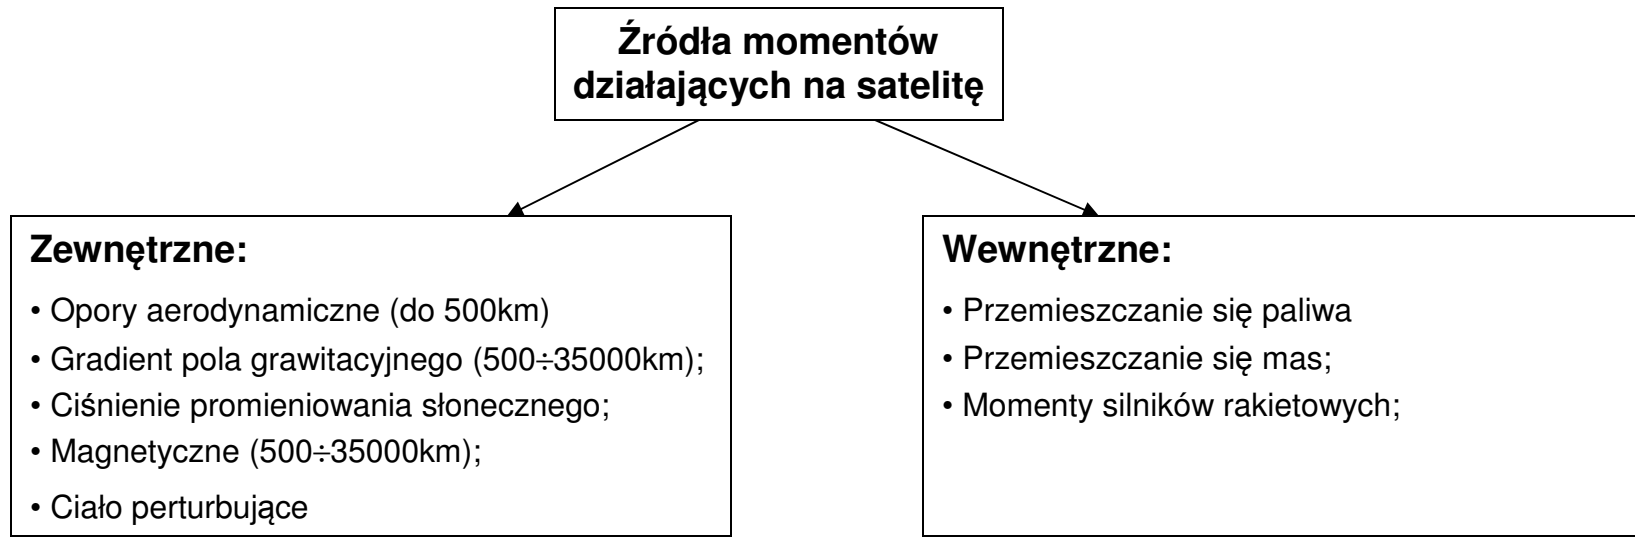 Źródła momentów
działających na satelitę
Zewnętrzne:
• Opory aerodynamiczne (do 500km)
• Gradient pola grawitacyjnego (500÷35000km);
• Ciśnienie promieniowania słonecznego;
• Magnetyczne (500÷35000km);
• Ciało perturbujące
Wewnętrzne:
• Przemieszczanie się paliwa
• Przemieszczanie się mas;
• Momenty silników rakietowych;